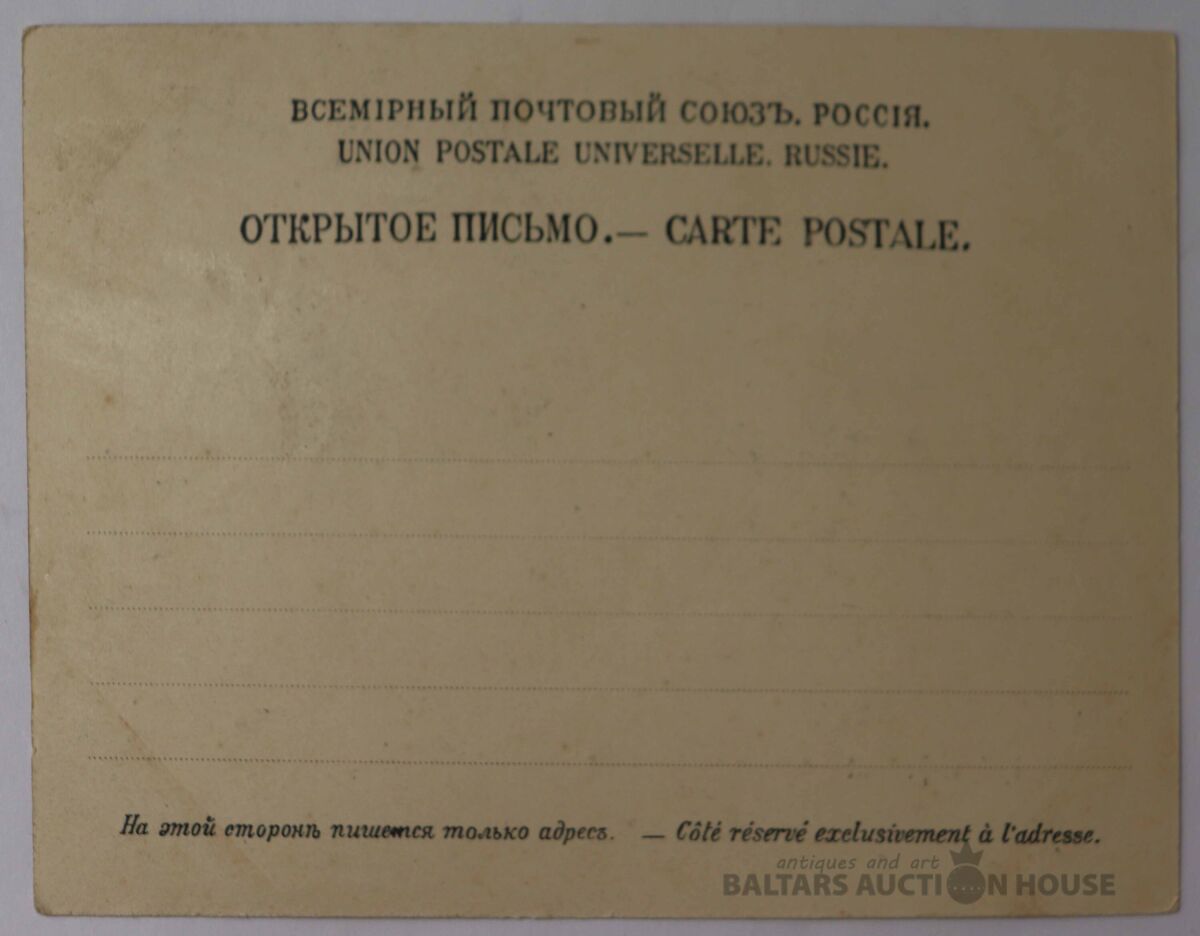 ВСЕМІРНЫЙ ПОЧТОВЫЙ СОЮЗЪ. РОССІЯ.
UNION POSTALE UNIVERSELLE. RUSSIE.
ОТКРЫТОЕ ПИСЬМО.— CARTE POSTALE.
На этой сторонѣ пишется только адресъ. — Côté réservé exclusivement à l'adresse.
antiques and art
BALTARS AUCTION HOUSE